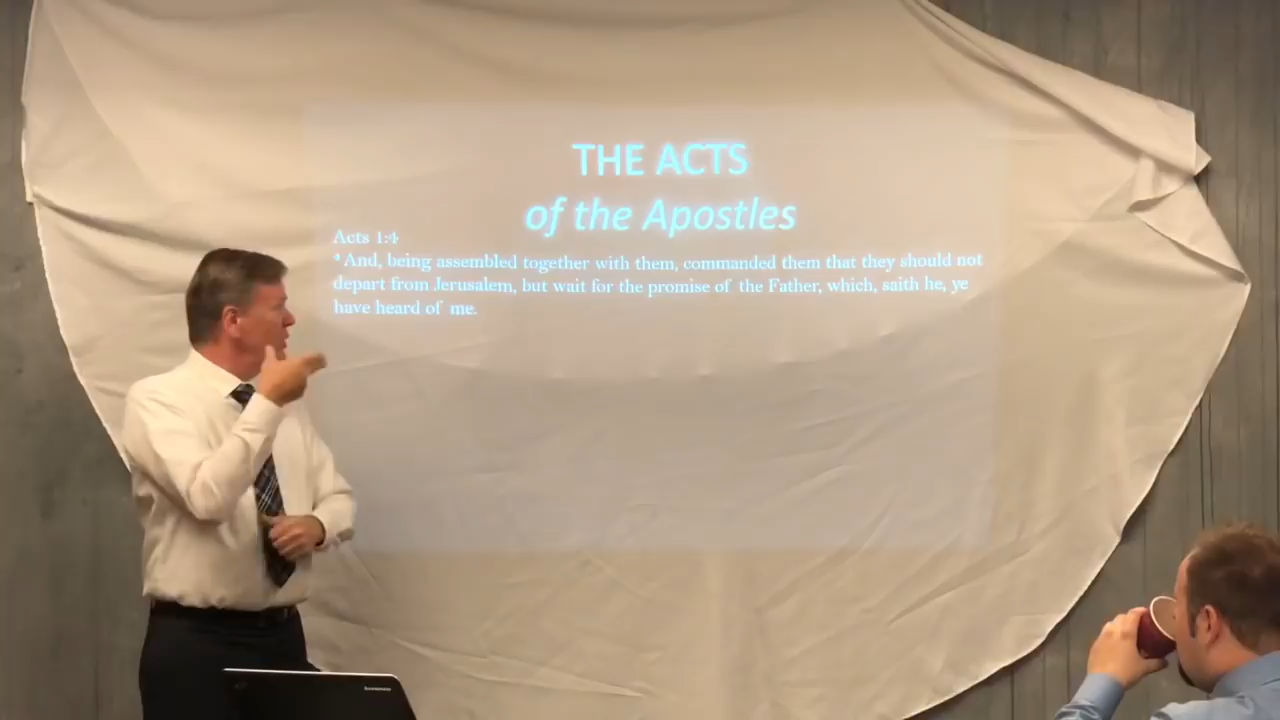 THE ACTS
of the Apostles
Acts 1:4
⁴ And, being assembled together with them, commanded them that they should not
depart from Jerusalem, but wait for the promise of the Father, which, saith he, ye
have heard of me.